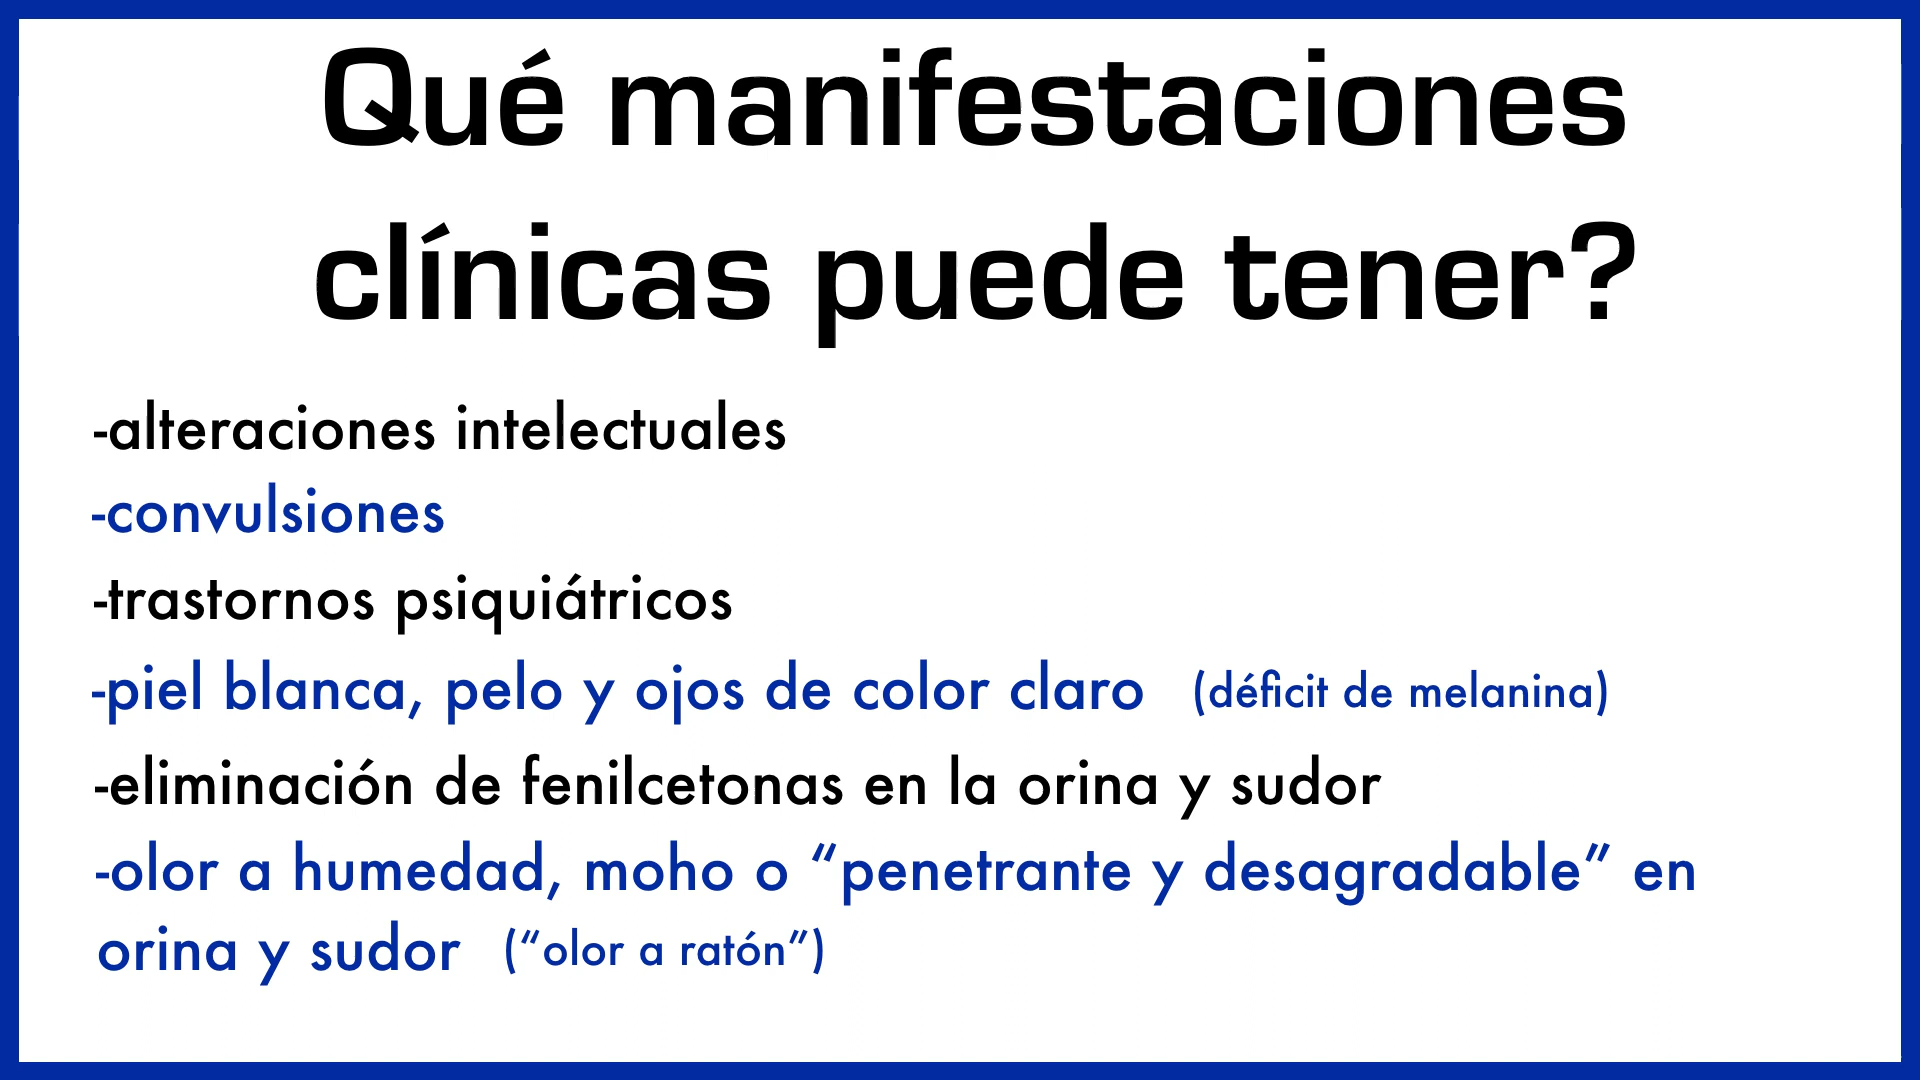 Qué manifestaciones
clínicas puede tener?
-alteraciones intelectuales
-convulsiones
-trastornos psiquiátricos
-piel blanca, pelo y ojos de color claro (déficit de melanina)
-eliminación de fenilcetonas en la orina y sudor
-olor a humedad, moho o “penetrante y desagradable” en
orina y sudor (“olor a ratón”)